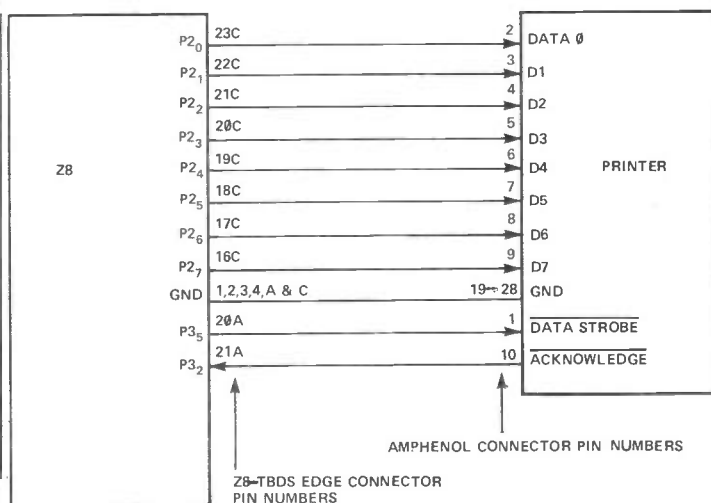 P2₀ 23C 2 DATA 0
P2₁ 22C 3 D1
P2₂ 21C 4 D2
P2₃ 20C 5 D3
P2₄ 19C 6 D4
P2₅ 18C 7 D5
P2₆ 17C 8 D6
P2₇ 16C 9 D7
Z8
PRINTER
GND 1,2,3,4,A & C 19↔28 GND
P3₅ 20A 1 DATA STROBE
P3₂ 21A 10 ACKNOWLEDGE
AMPHENOL CONNECTOR PIN NUMBERS
Z8-TBDS EDGE CONNECTOR
PIN NUMBERS